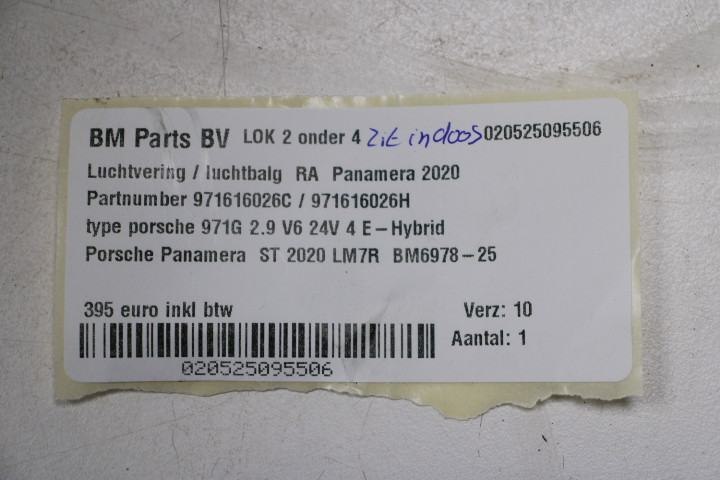 BM Parts BV LOK 2 onder 4 zit in doos 020525095506
Luchtvering / luchtbalg RA Panamera 2020
Partnumber 971616026C / 971616026H
type porsche 971G 2.9 V6 24V 4 E-Hybrid
Porsche Panamera ST 2020 LM7R BM6978-25
395 euro inkl btw Verz: 10
Aantal: 1
020525095506